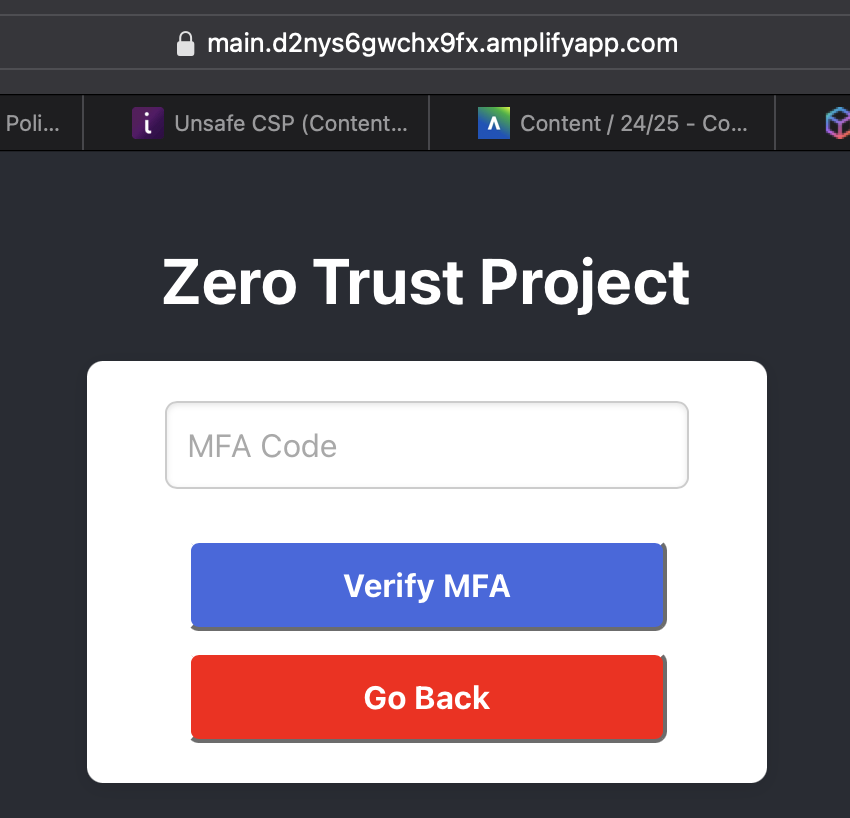 main.d2nys6gwchx9fx.amplifyapp.com
Poli... Unsafe CSP (Content... Content / 24/25 - Co...
Zero Trust Project
MFA Code
Verify MFA
Go Back